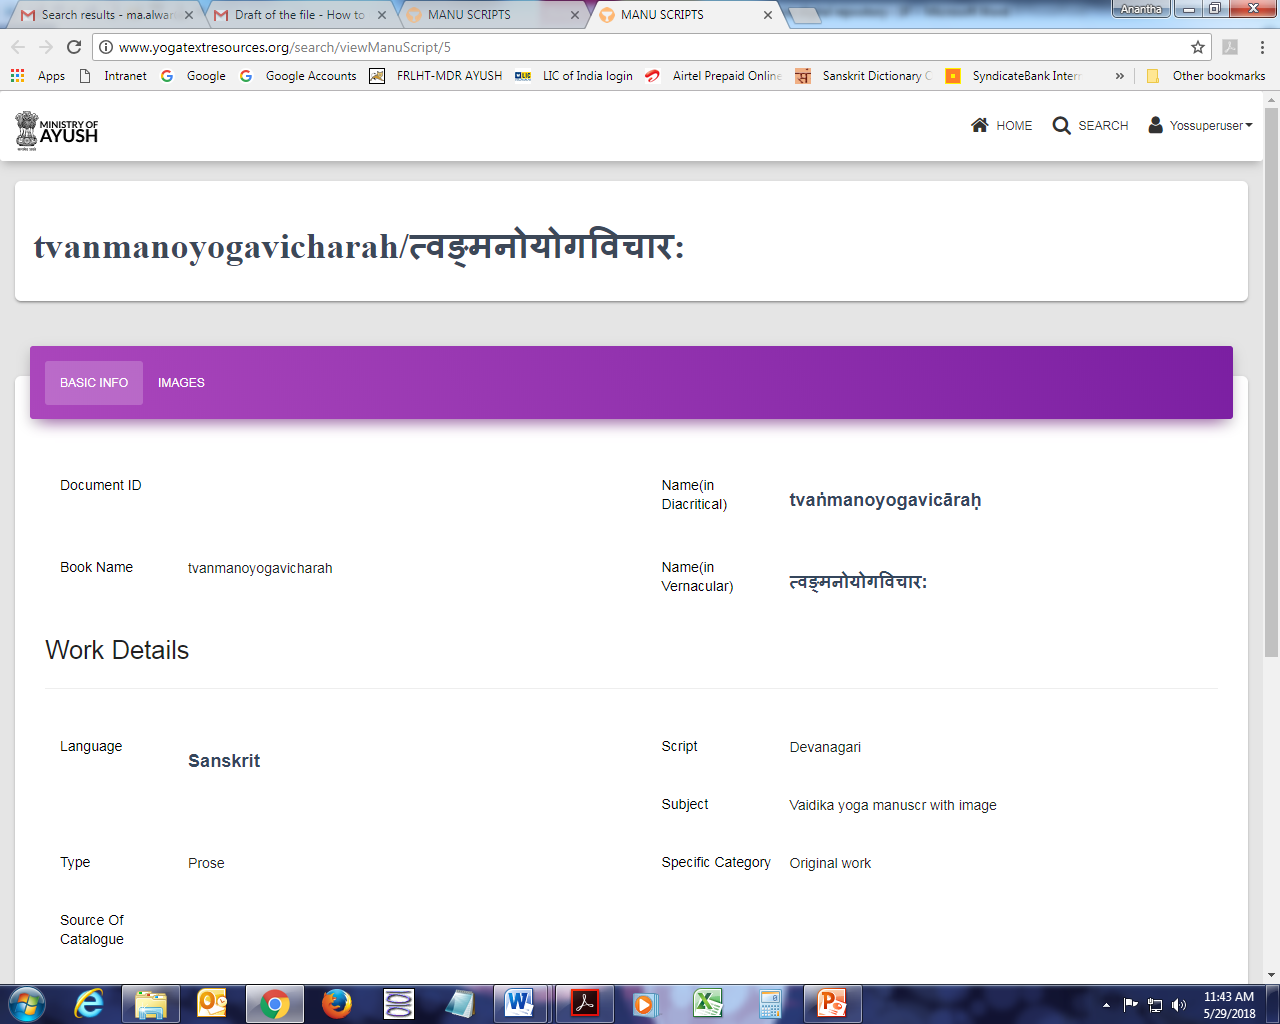 Anantha
Search results - ma.alwar
Draft of the file - How to
MANU SCRIPTS
MANU SCRIPTS
www.yogatextresources.org/search/viewManuScript/5
Apps Intranet Google Google Accounts FRLHT-MDR AYUSH LIC of India login Airtel Prepaid Online Sanskrit Dictionary SyndicateBank Inter » Other bookmarks
MINISTRY OF
AYUSH
HOME SEARCH Yossuperuser
tvanmanoyogavicharah/त्वङ्मनोयोगविचार:
BASIC INFO IMAGES
Document ID
Name(in
Diacritical)
tvaṅmanoyogavicāraḥ
Book Name tvanmanoyogavicharah
Name(in
Vernacular)
त्वङ्मनोयोगविचार:
Work Details
Language Sanskrit
Script Devanagari
Subject Vaidika yoga manuscr with image
Type Prose
Specific Category Original work
Source Of
Catalogue
11:43 AM
5/29/2018